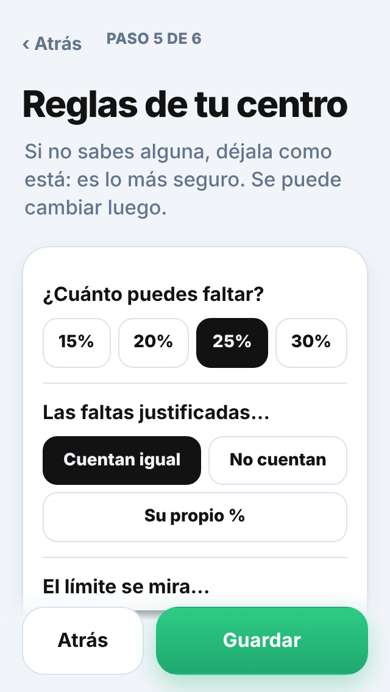 ‹ Atrás
PASO 5 DE 6
Reglas de tu centro
Si no sabes alguna, déjala como
está: es lo más seguro. Se puede
cambiar luego.
¿Cuánto puedes faltar?
15%
20%
25%
30%
Las faltas justificadas...
Cuentan igual
No cuentan
Su propio %
El límite se mira...
Atrás
Guardar